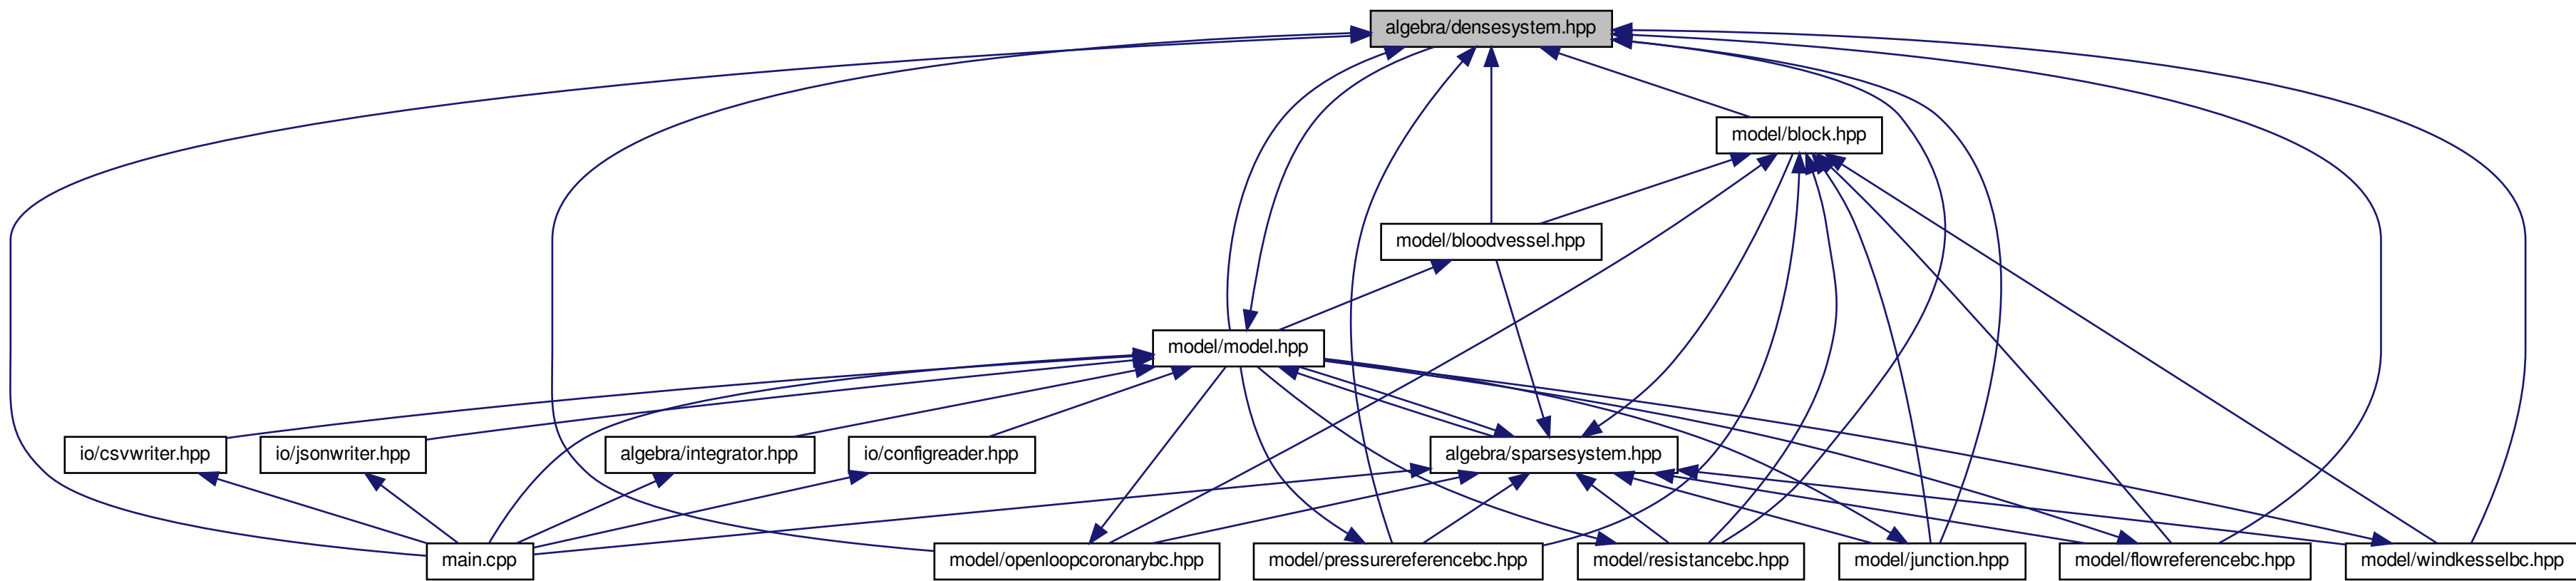 algebra/densesystem.hpp
model/block.hpp
model/bloodvessel.hpp
model/model.hpp
io/csvwriter.hpp
io/jsonwriter.hpp
algebra/integrator.hpp
io/configreader.hpp
algebra/sparsesystem.hpp
main.cpp
model/openloopcoronarybc.hpp
model/pressurereferencebc.hpp
model/resistancebc.hpp
model/junction.hpp
model/flowreferencebc.hpp
model/windkesselbc.hpp